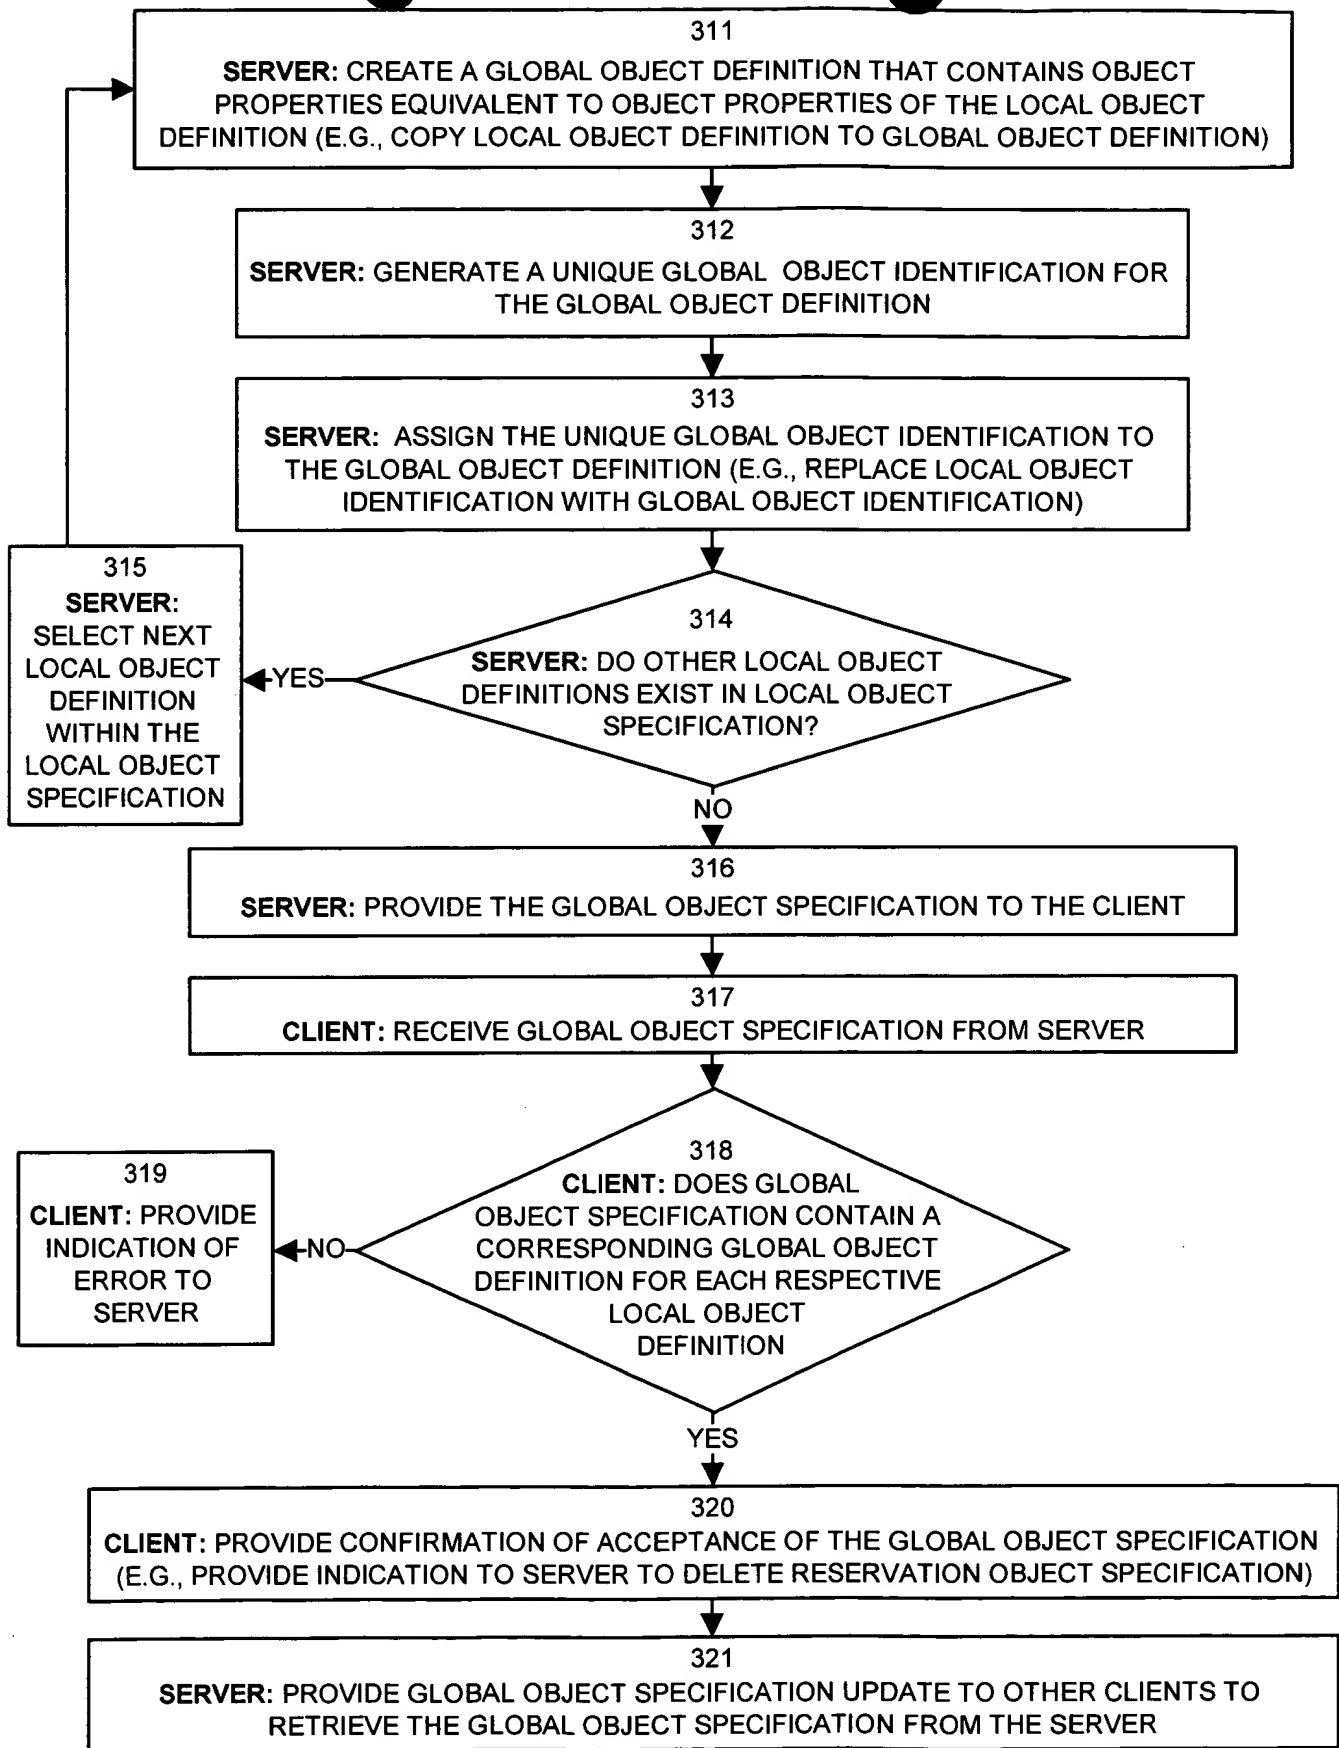 311
SERVER: CREATE A GLOBAL OBJECT DEFINITION THAT CONTAINS OBJECT
PROPERTIES EQUIVALENT TO OBJECT PROPERTIES OF THE LOCAL OBJECT
DEFINITION (E.G., COPY LOCAL OBJECT DEFINITION TO GLOBAL OBJECT DEFINITION)
312
SERVER: GENERATE A UNIQUE GLOBAL OBJECT IDENTIFICATION FOR
THE GLOBAL OBJECT DEFINITION
313
SERVER: ASSIGN THE UNIQUE GLOBAL OBJECT IDENTIFICATION TO
THE GLOBAL OBJECT DEFINITION (E.G., REPLACE LOCAL OBJECT
IDENTIFICATION WITH GLOBAL OBJECT IDENTIFICATION)
314
SERVER: DO OTHER LOCAL OBJECT
DEFINITIONS EXIST IN LOCAL OBJECT
SPECIFICATION?
YES
315
SERVER:
SELECT NEXT
LOCAL OBJECT
DEFINITION
WITHIN THE
LOCAL OBJECT
SPECIFICATION
NO
316
SERVER: PROVIDE THE GLOBAL OBJECT SPECIFICATION TO THE CLIENT
317
CLIENT: RECEIVE GLOBAL OBJECT SPECIFICATION FROM SERVER
318
CLIENT: DOES GLOBAL
OBJECT SPECIFICATION CONTAIN A
CORRESPONDING GLOBAL OBJECT
DEFINITION FOR EACH RESPECTIVE
LOCAL OBJECT
DEFINITION
NO
319
CLIENT: PROVIDE
INDICATION OF
ERROR TO
SERVER
YES
320
CLIENT: PROVIDE CONFIRMATION OF ACCEPTANCE OF THE GLOBAL OBJECT SPECIFICATION
(E.G., PROVIDE INDICATION TO SERVER TO DELETE RESERVATION OBJECT SPECIFICATION)
321
SERVER: PROVIDE GLOBAL OBJECT SPECIFICATION UPDATE TO OTHER CLIENTS TO
RETRIEVE THE GLOBAL OBJECT SPECIFICATION FROM THE SERVER